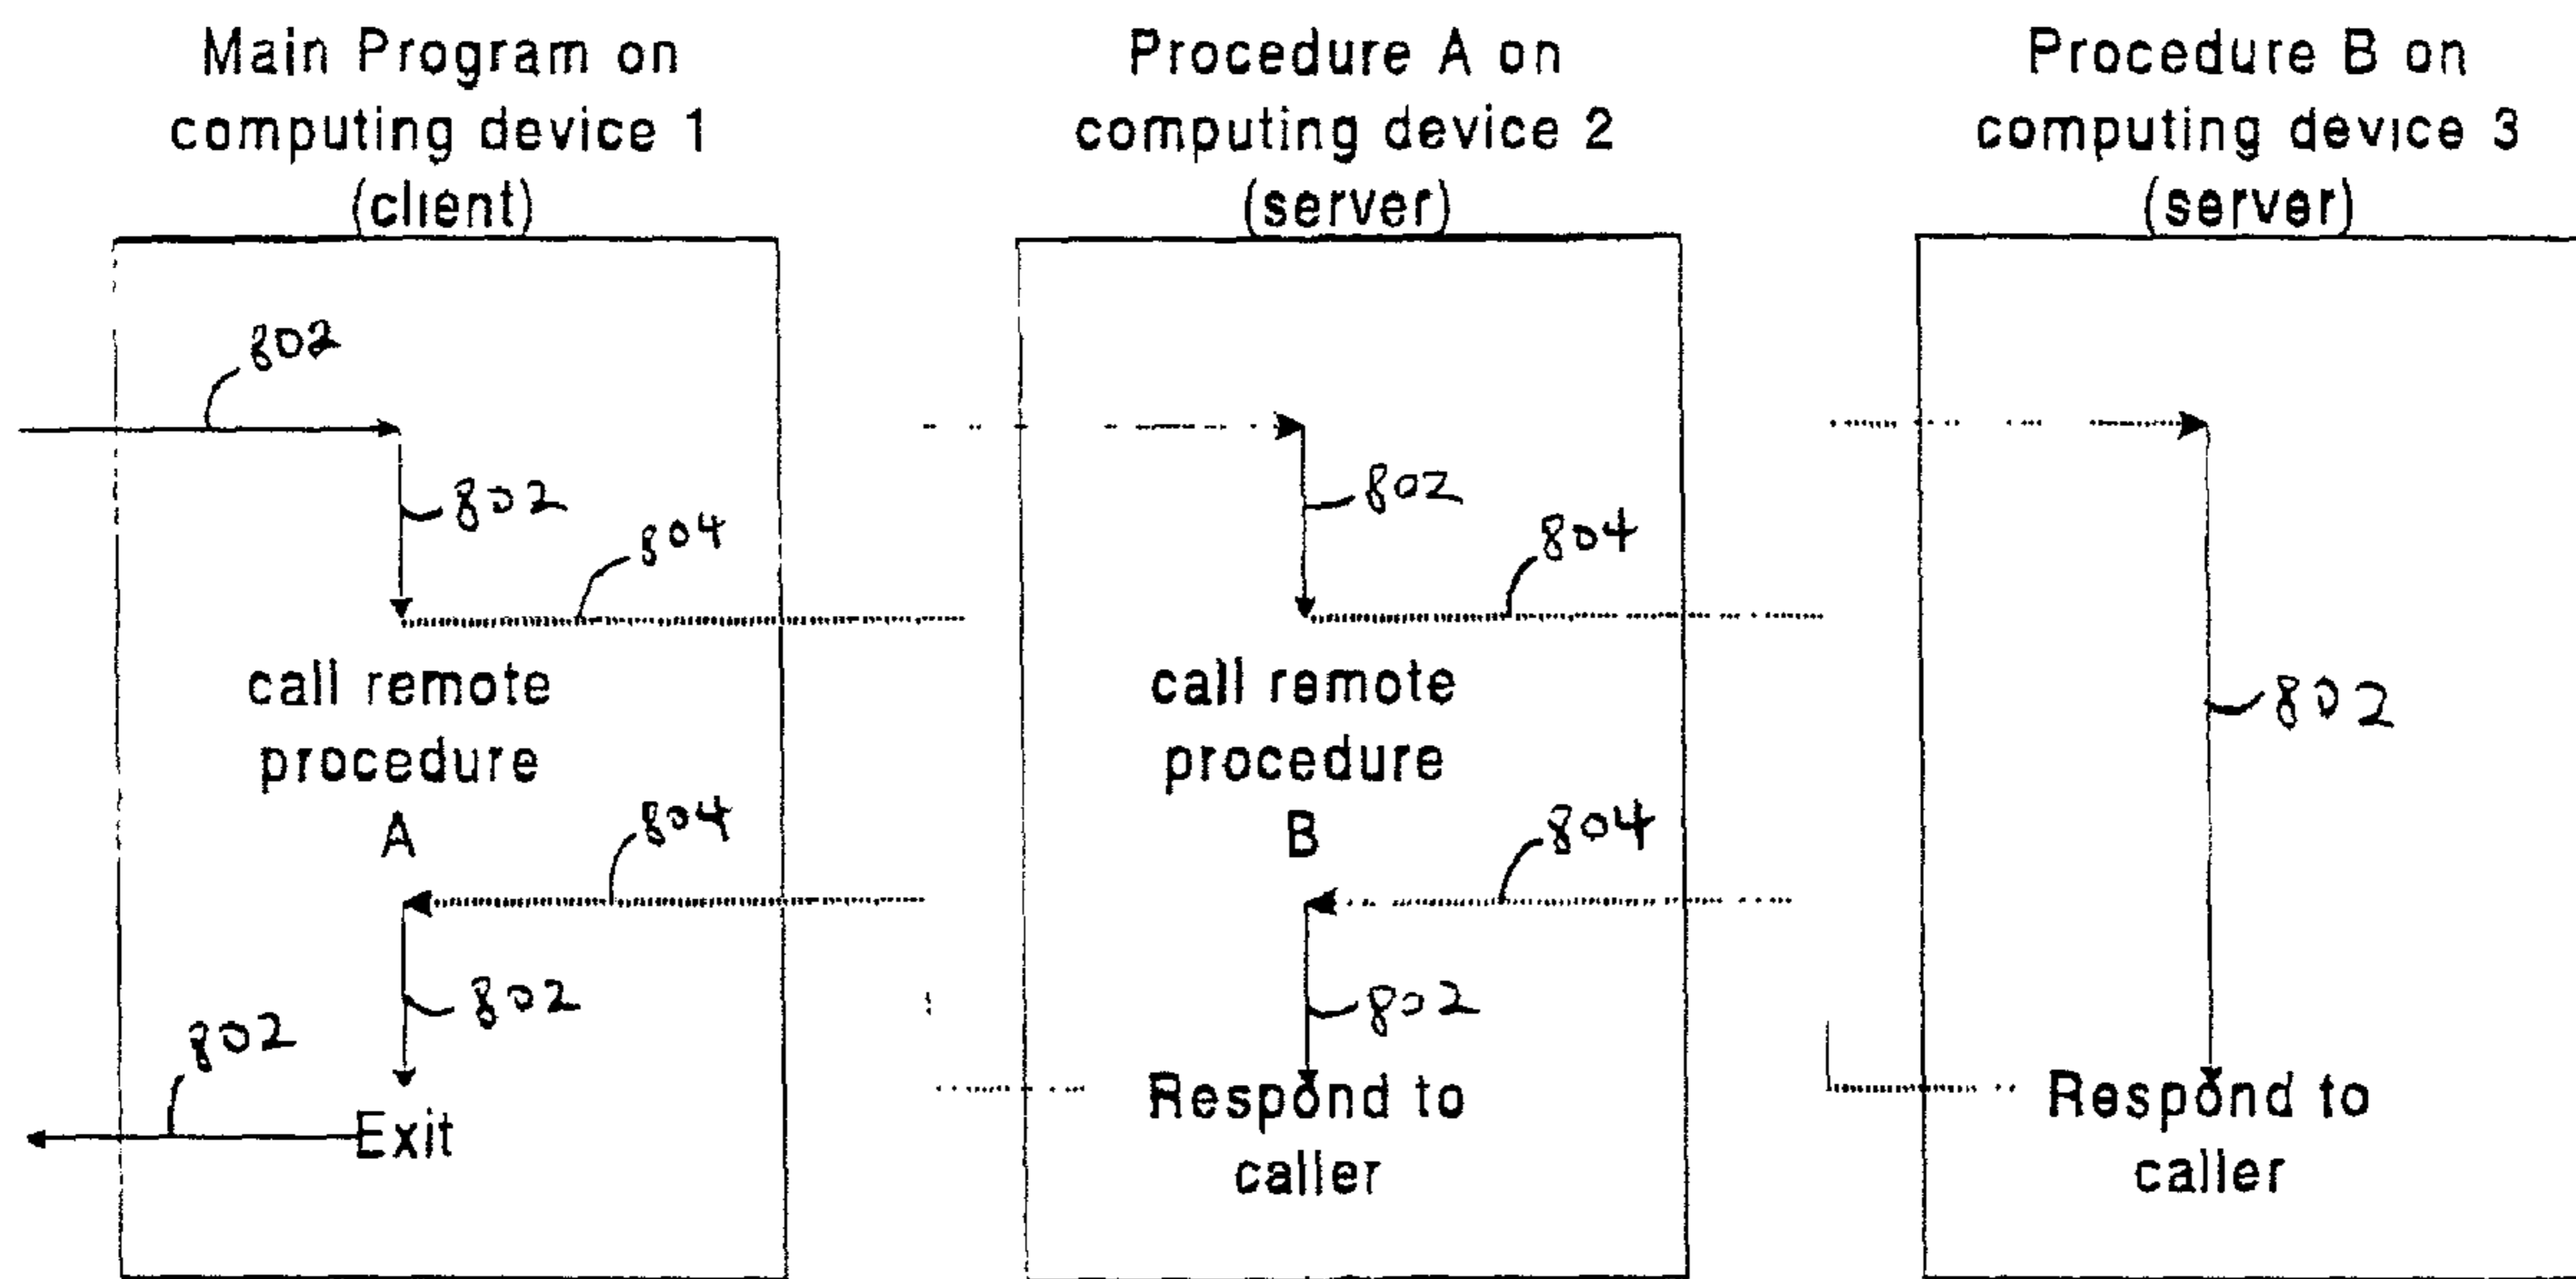 Main Program on
computing device 1
(client)
802
802
804
call remote
procedure
A
804
802
802
Exit
Procedure A on
computing device 2
(server)
802
804
call remote
procedure
B
804
802
Respond to
caller
Procedure B on
computing device 3
(server)
802
Respond to
caller